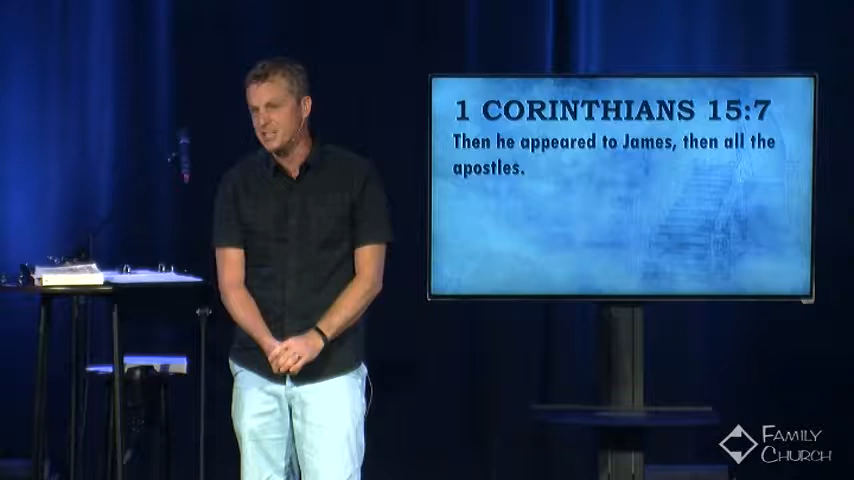 1 CORINTHIANS 15:7
Then he appeared to James, then all the
apostles.
FAMILY
CHURCH